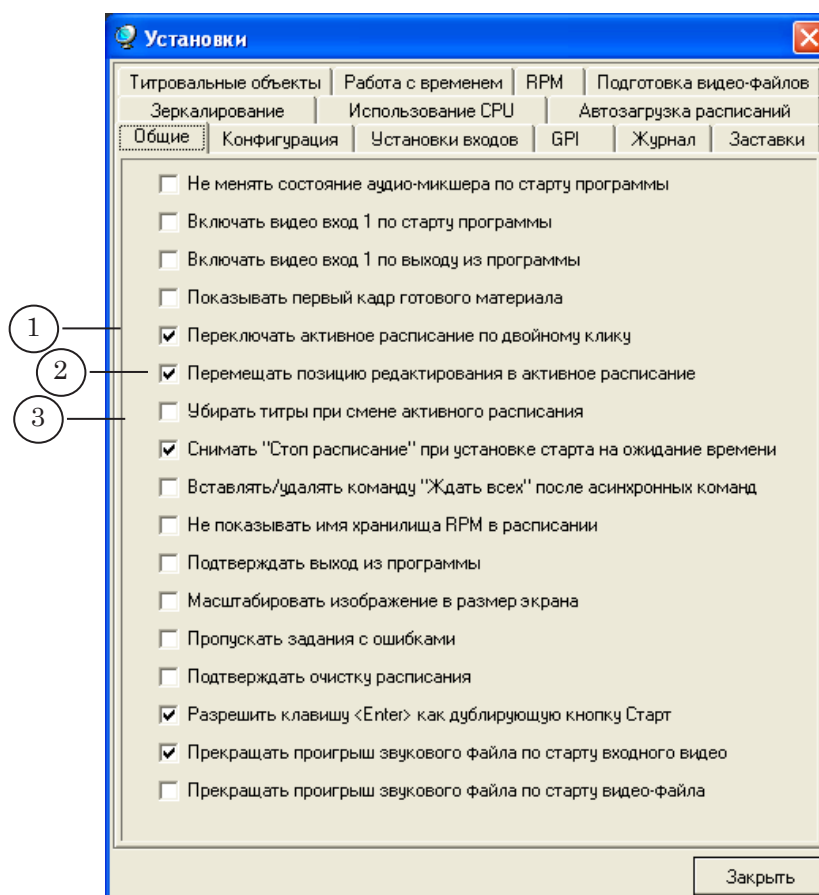 Установки
Титровальные объекты Работа с временем RPM Подготовка видео-файлов
Зеркалирование Использование CPU Автозагрузка расписаний
Общие Конфигурация Установки входов GPI Журнал Заставки
Не менять состояние аудио-микшера по старту программы
Включать видео вход 1 по старту программы
Включать видео вход 1 по выходу из программы
Показывать первый кадр готового материала
1 Переключать активное расписание по двойному клику
2 Перемещать позицию редактирования в активное расписание
3 Убирать титры при смене активного расписания
Снимать "Стоп расписание" при установке старта на ожидание времени
Вставлять/удалять команду "Ждать всех" после асинхронных команд
Не показывать имя хранилища RPM в расписании
Подтверждать выход из программы
Масштабировать изображение в размер экрана
Пропускать задания с ошибками
Подтверждать очистку расписания
Разрешить клавишу <Enter> как дублирующую кнопку Старт
Прекращать проигрыш звукового файла по старту входного видео
Прекращать проигрыш звукового файла по старту видео-файла
Закрыть